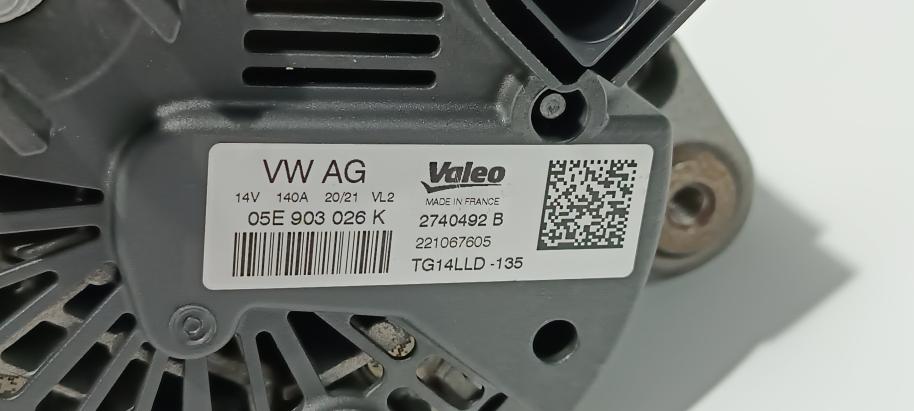 VW AG
14V 140A 20/21 VL2
05E 903 026 K
Valeo
MADE IN FRANCE
2740492 B
221067605
TG14LLD -135